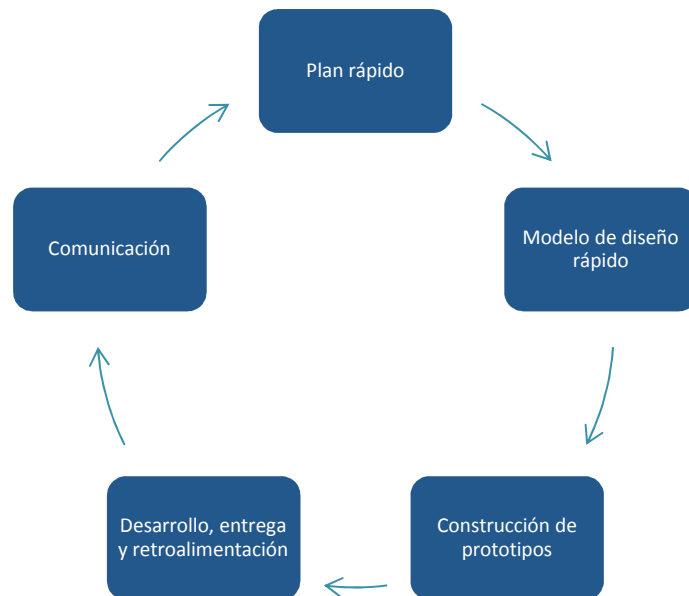 Plan rápido
Modelo de diseño
rápido
Construcción de
prototipos
Desarrollo, entrega
y retroalimentación
Comunicación